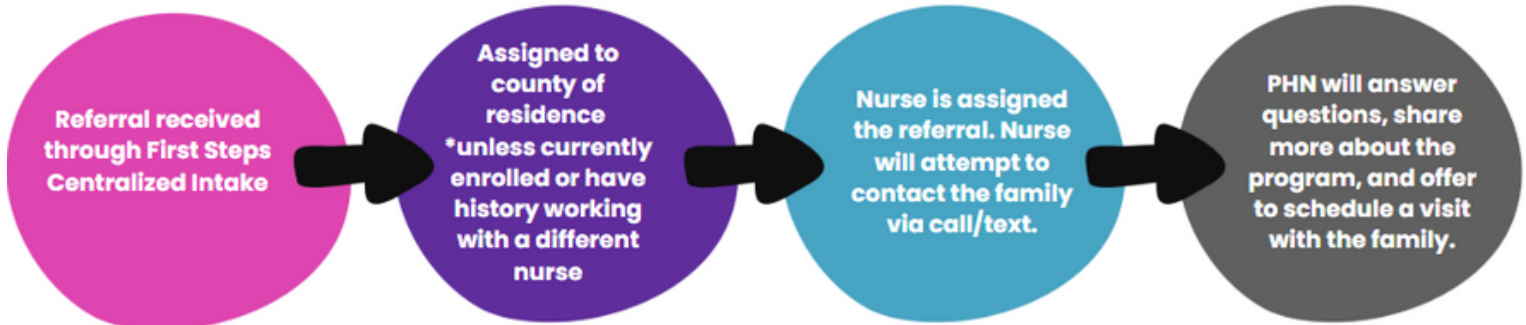 Referral received
through First Steps
Centralized Intake
Assigned to
county of
residence
*unless currently
enrolled or have
history working
with a different
nurse
Nurse is assigned
the referral. Nurse
will attempt to
contact the family
via call/text.
PHN will answer
questions, share
more about the
program, and offer
to schedule a visit
with the family.